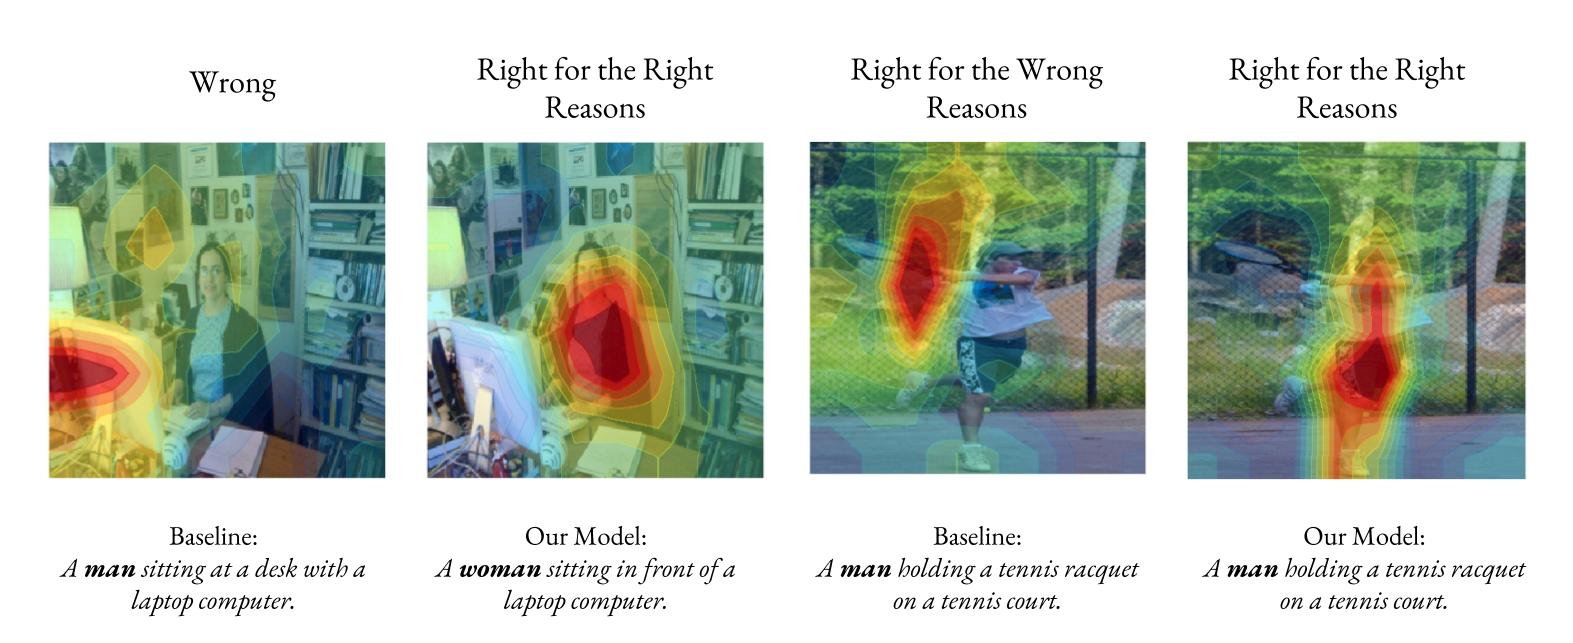 Wrong
Right for the Right
Reasons
Right for the Wrong
Reasons
Right for the Right
Reasons
Baseline:
A man sitting at a desk with a
laptop computer.
Our Model:
A woman sitting in front of a
laptop computer.
Baseline:
A man holding a tennis racquet
on a tennis court.
Our Model:
A man holding a tennis racquet
on a tennis court.